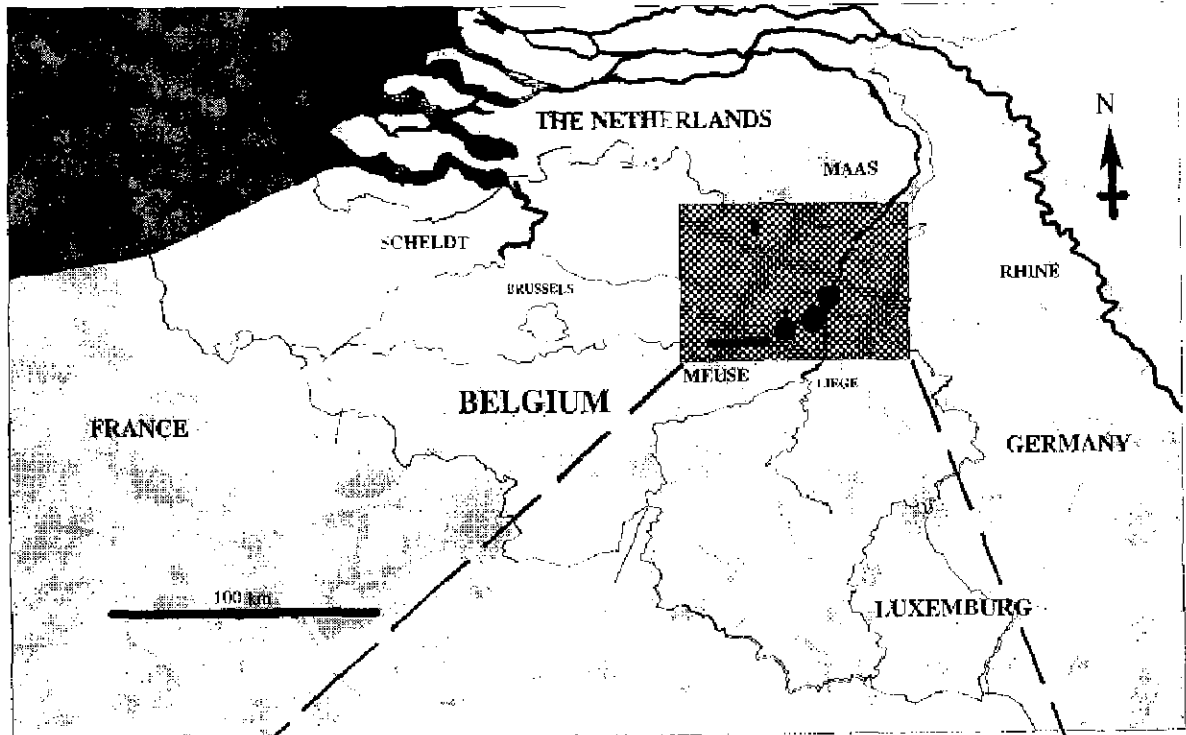 THE NETHERLANDS
N
MAAS
SCHELDT
RHINE
BRUSSELS
MEUSE
LIEGE
BELGIUM
FRANCE
GERMANY
100 km
LUXEMBURG